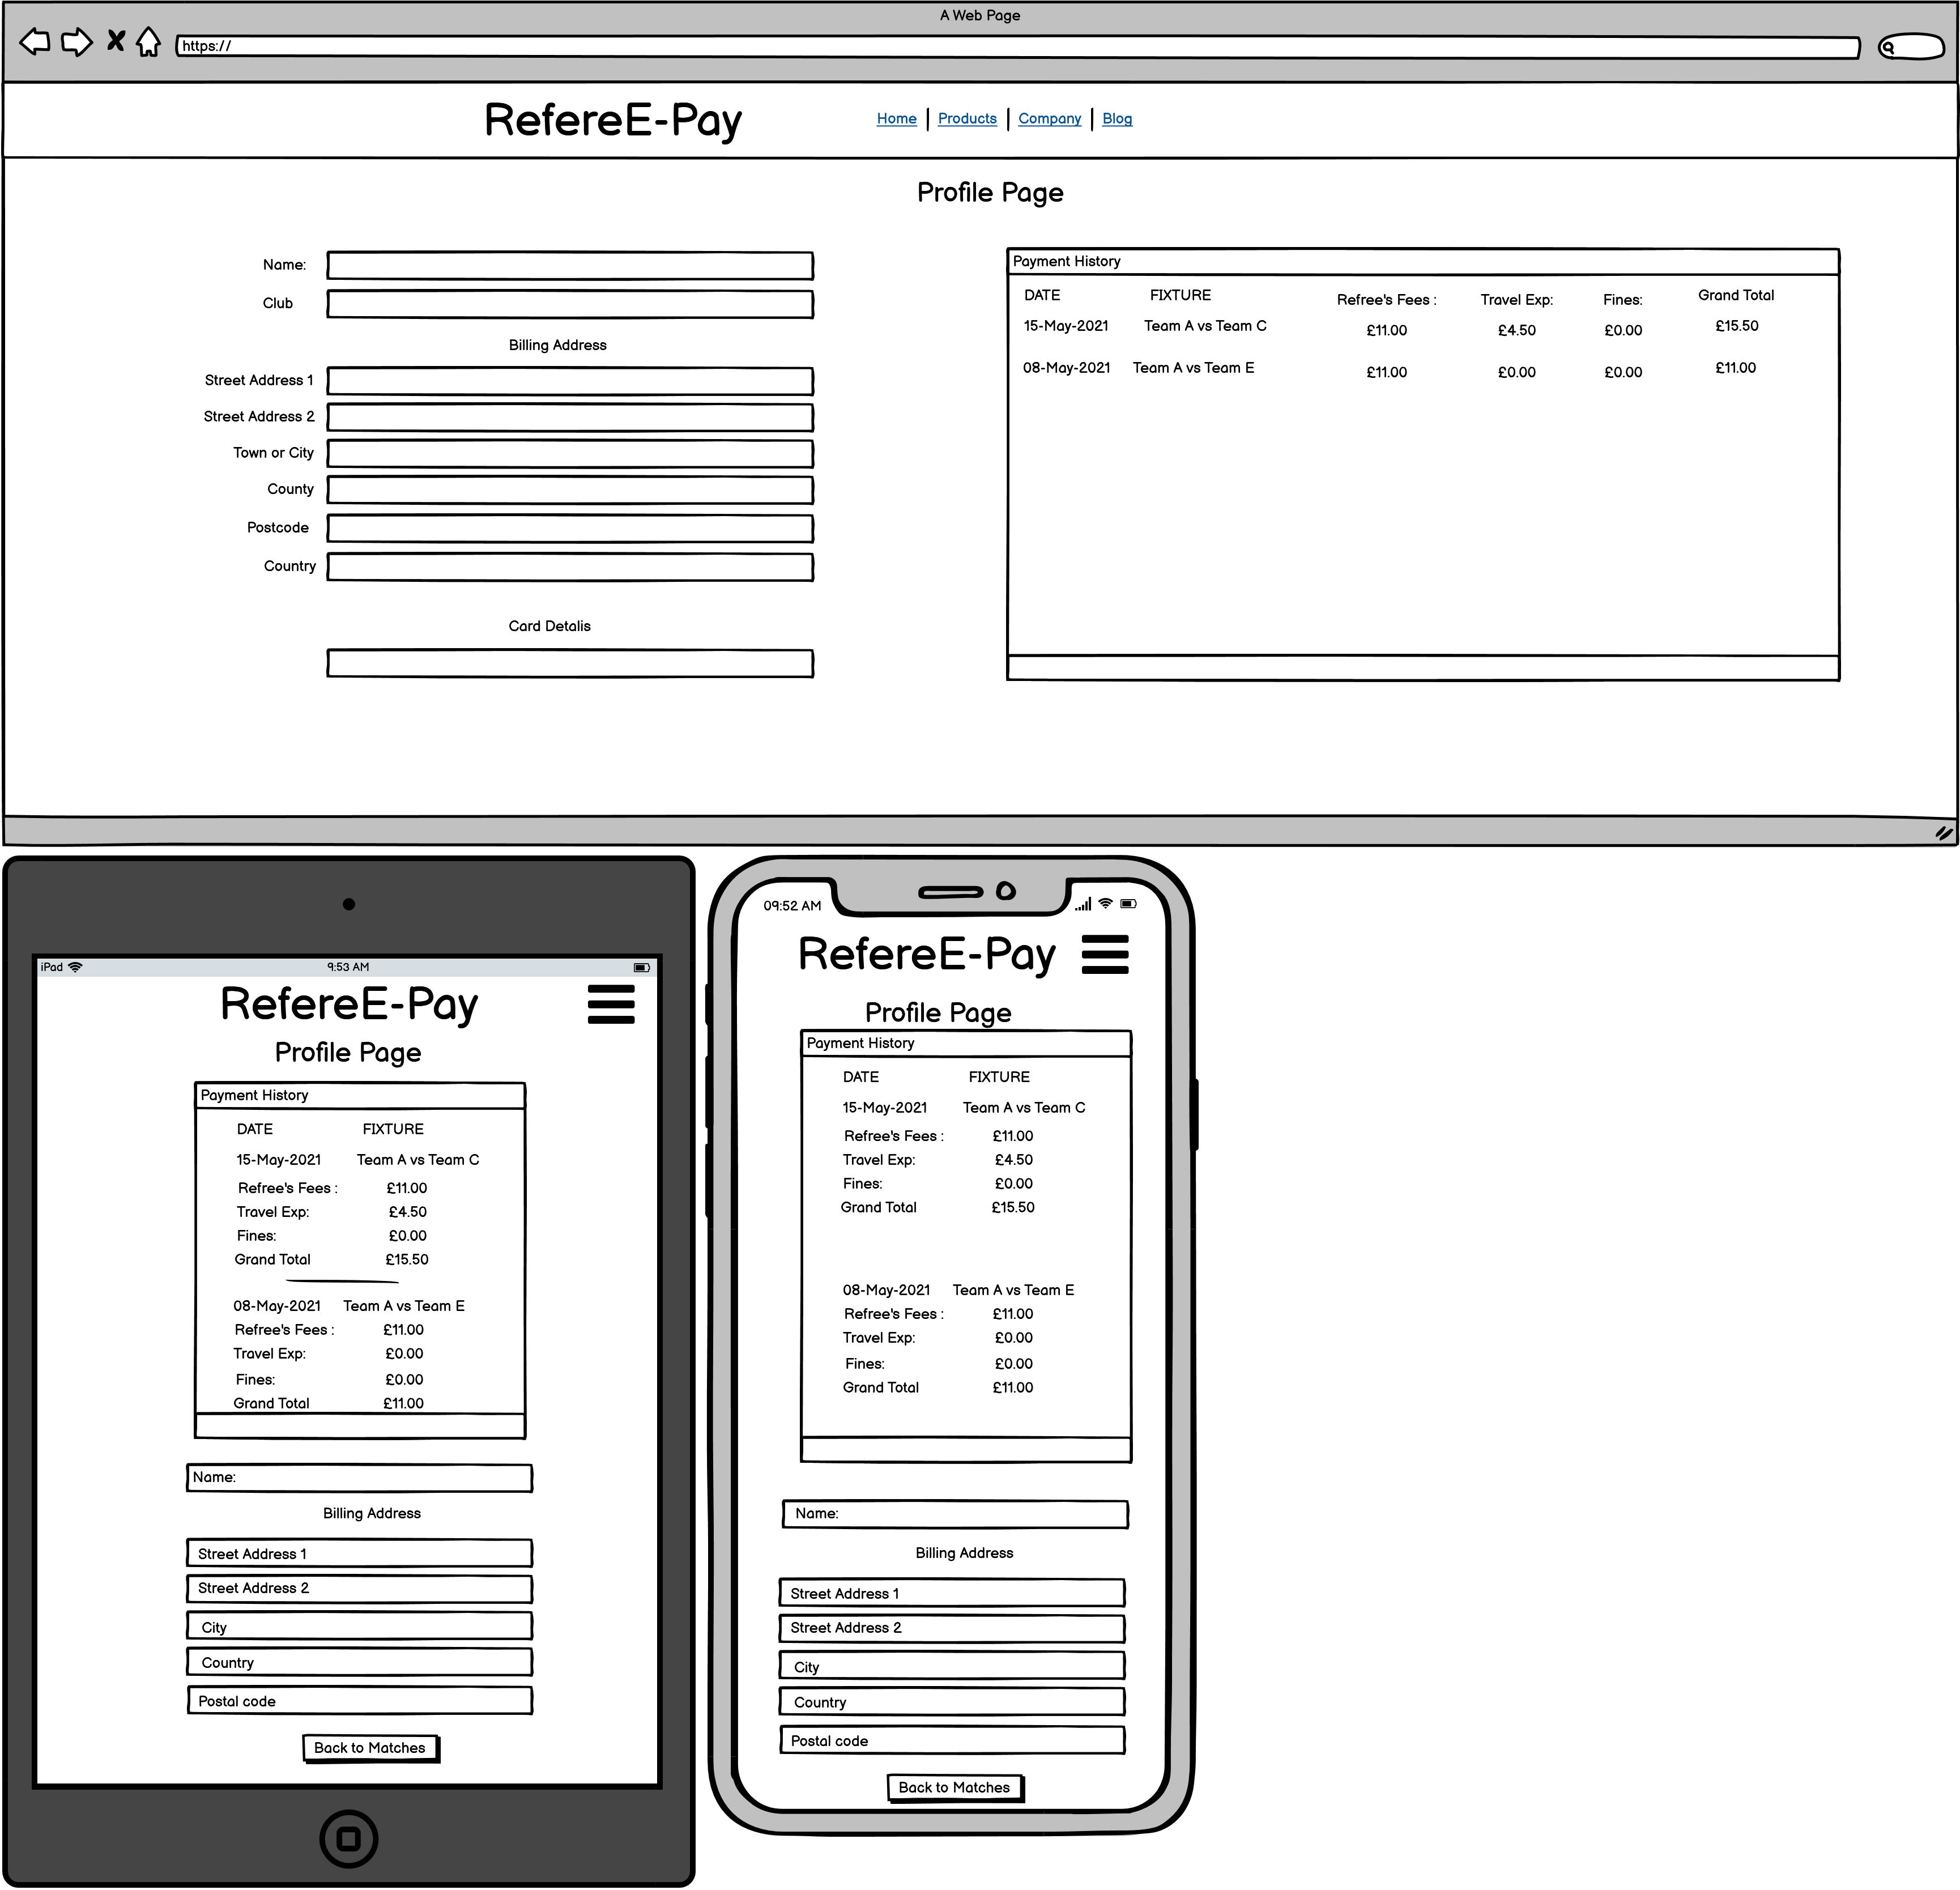 A Web Page
https://
RefereE-Pay
Home | Products | Company | Blog
Profile Page
Name:
Club
Billing Address
Street Address 1
Street Address 2
Town or City
County
Postcode
Country
Card Detalis
Payment History
DATE FIXTURE Refree's Fees : Travel Exp: Fines: Grand Total
15-May-2021 Team A vs Team C £11.00 £4.50 £0.00 £15.50
08-May-2021 Team A vs Team E £11.00 £0.00 £0.00 £11.00
iPad 9:53 AM
RefereE-Pay
Profile Page
Payment History
DATE FIXTURE
15-May-2021 Team A vs Team C
Refree's Fees : £11.00
Travel Exp: £4.50
Fines: £0.00
Grand Total £15.50
08-May-2021 Team A vs Team E
Refree's Fees : £11.00
Travel Exp: £0.00
Fines: £0.00
Grand Total £11.00
Name:
Billing Address
Street Address 1
Street Address 2
City
Country
Postal code
Back to Matches
09:52 AM
RefereE-Pay
Profile Page
Payment History
DATE FIXTURE
15-May-2021 Team A vs Team C
Refree's Fees : £11.00
Travel Exp: £4.50
Fines: £0.00
Grand Total £15.50
08-May-2021 Team A vs Team E
Refree's Fees : £11.00
Travel Exp: £0.00
Fines: £0.00
Grand Total £11.00
Name:
Billing Address
Street Address 1
Street Address 2
City
Country
Postal code
Back to Matches